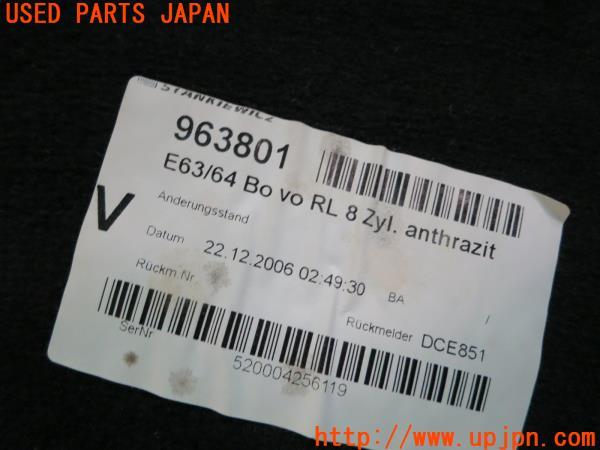 USED PARTS JAPAN
STANKIEWICZ
963801
E63/64 Bo vo RL 8 Zyl. anthrazit
V
Änderungsstand
Datum 22.12.2006 02:49:30 BA /
Rückm Nr
Rückmelder DCE851
SerNr
520004256119
http://www.upjpn.com